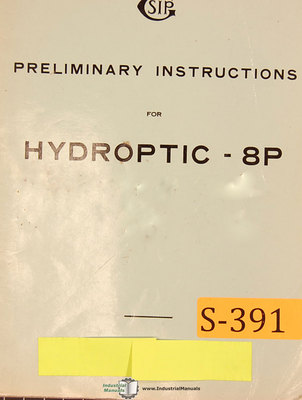 SIP
PRELIMINARY INSTRUCTIONS
FOR
HYDROPTIC - 8P
S-391
Industrial
Manuals
www.IndustrialManuals.com